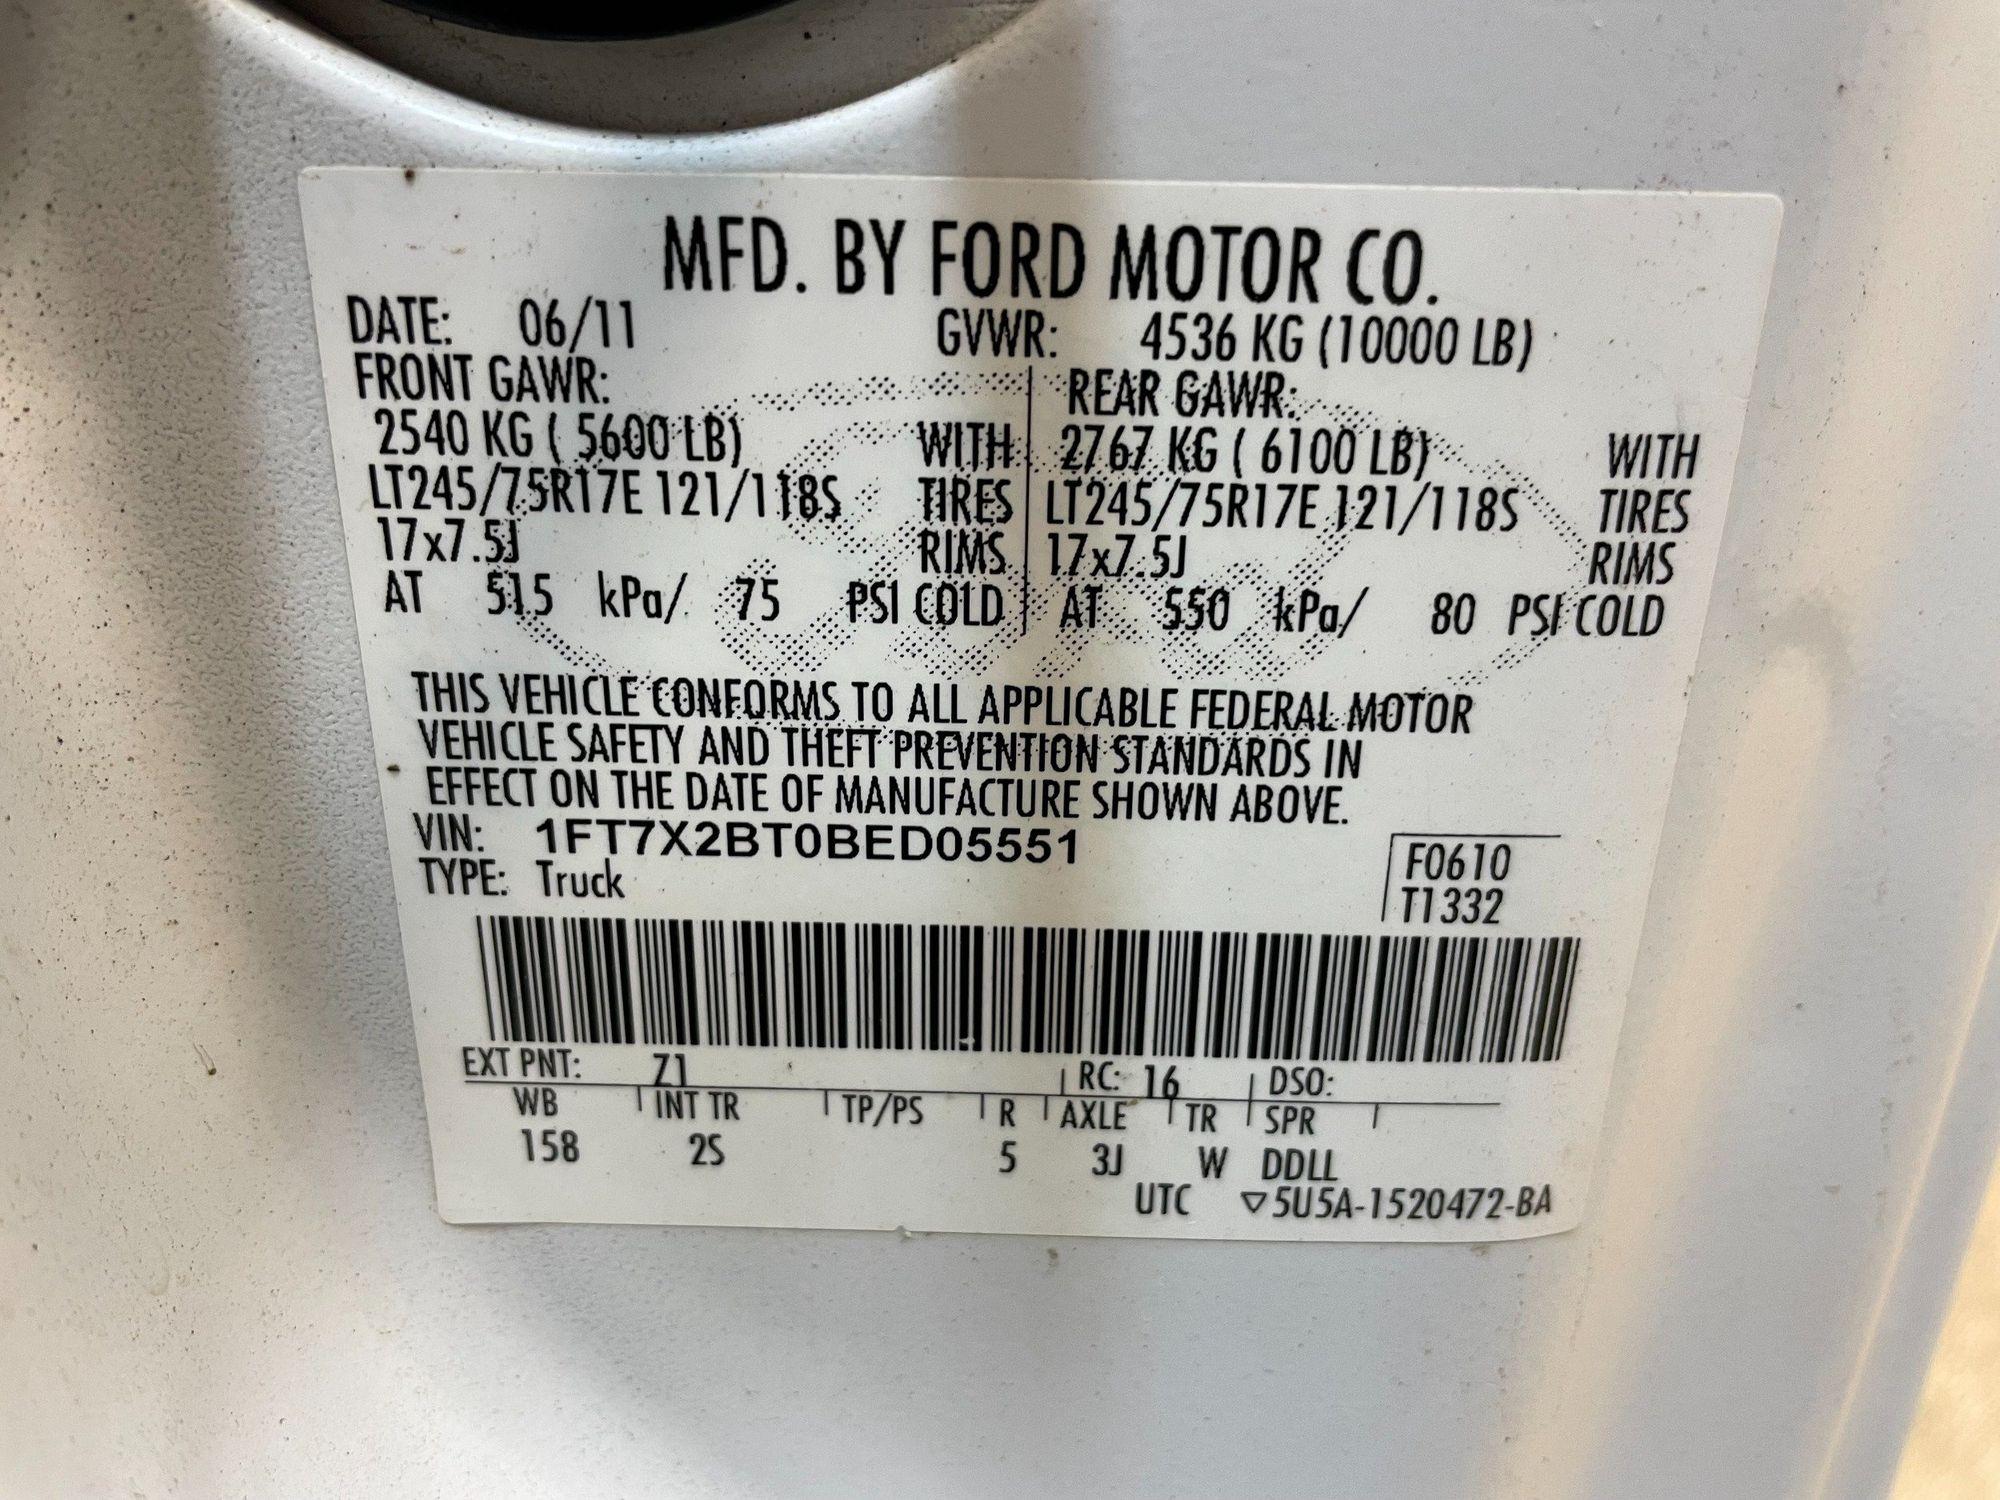 MFD. BY FORD MOTOR CO.
DATE: 06/11 GVWR: 4536 KG (10000 LB)
FRONT GAWR: REAR GAWR:
2540 KG ( 5600 LB) WITH 2767 KG ( 6100 LB) WITH
LT245/75R17E 121/118S TIRES LT245/75R17E 121/118S TIRES
17x7.5J RIMS 17x7.5J RIMS
AT 515 kPa/ 75 PSI COLD AT 550 kPa/ 80 PSI COLD
THIS VEHICLE CONFORMS TO ALL APPLICABLE FEDERAL MOTOR
VEHICLE SAFETY AND THEFT PREVENTION STANDARDS IN
EFFECT ON THE DATE OF MANUFACTURE SHOWN ABOVE.
VIN: 1FT7X2BT0BED05551
TYPE: Truck
F0610
T1332
EXT PNT: Z1 RC: 16 DSO:
WB INT TR TP/PS R AXLE TR SPR
158 2S 5 3J W DDLL
UTC ▽5U5A-1520472-BA